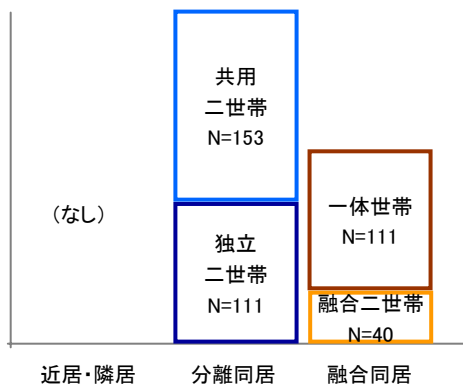 共用
二世帯
N=153
(なし)
独立
二世帯
N=111
一体世帯
N=111
融合二世帯
N=40
近居・隣居
分離同居
融合同居